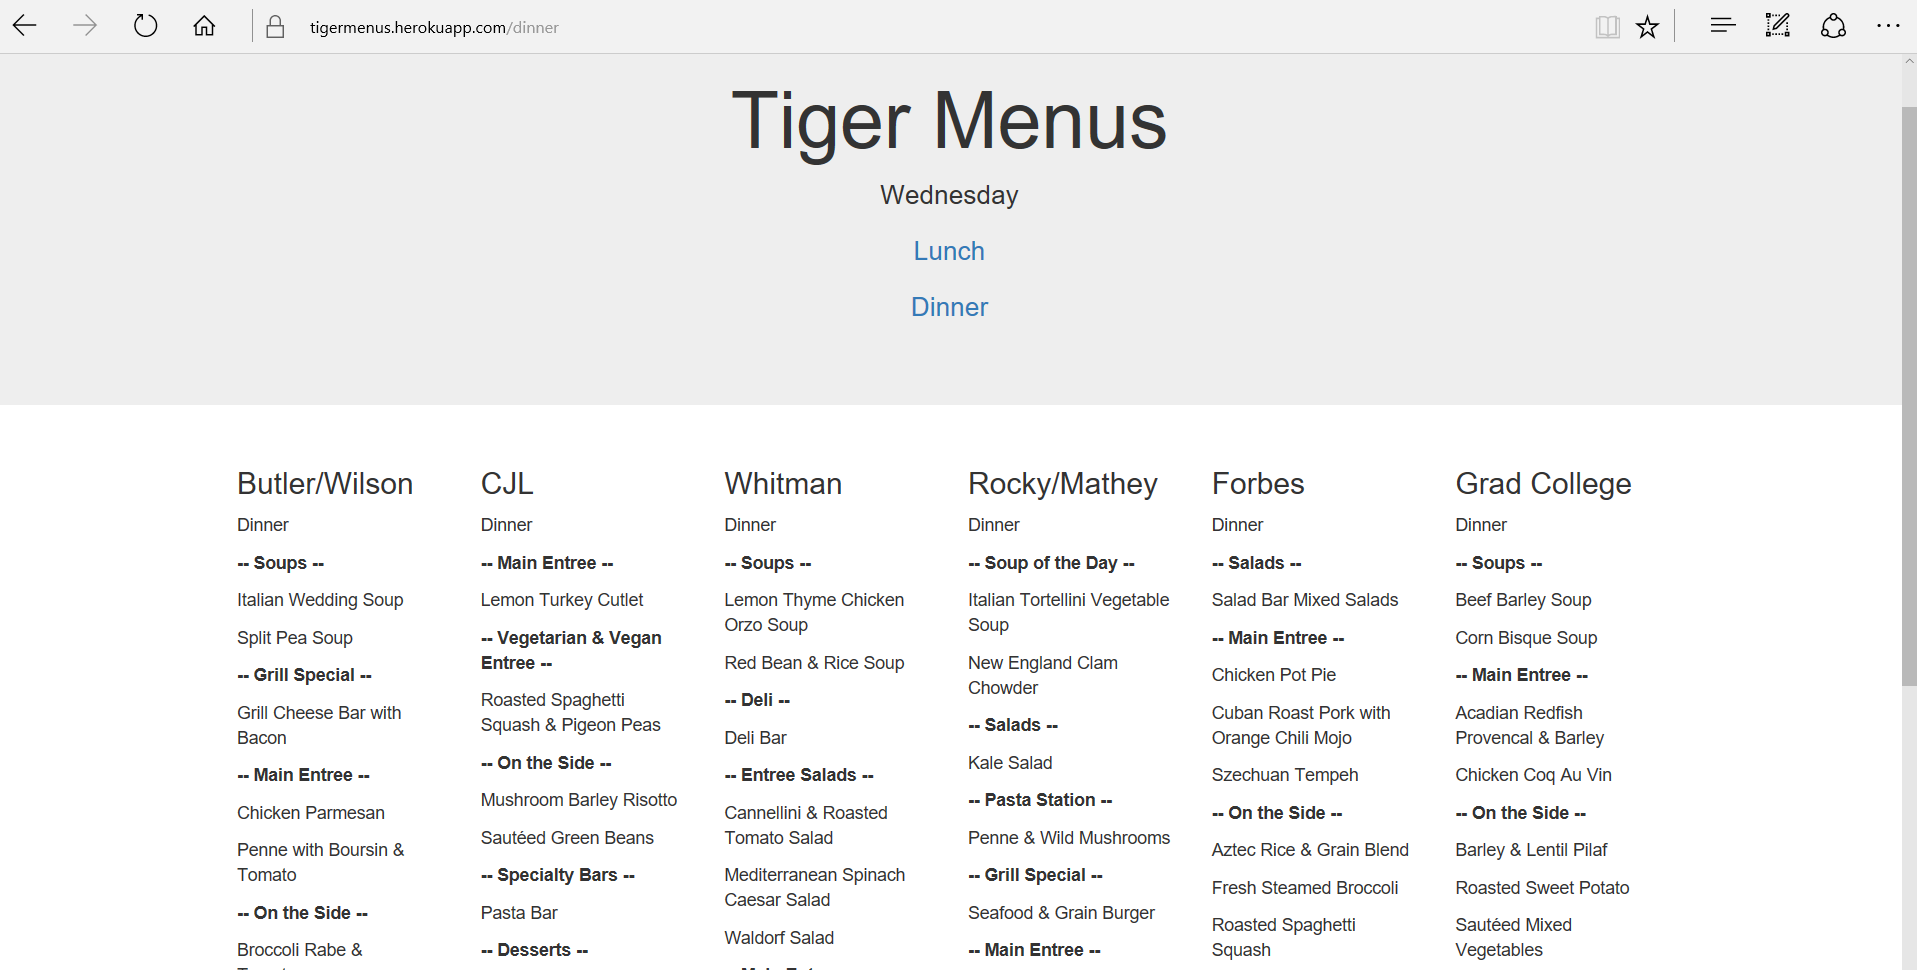 tigermenus.herokuapp.com/dinner
Tiger Menus
Wednesday
Lunch
Dinner
Butler/Wilson
Dinner
-- Soups --
Italian Wedding Soup
Split Pea Soup
-- Grill Special --
Grill Cheese Bar with
Bacon
-- Main Entree --
Chicken Parmesan
Penne with Boursin &
Tomato
-- On the Side --
Broccoli Rabe &
CJL
Dinner
-- Main Entree --
Lemon Turkey Cutlet
-- Vegetarian & Vegan
Entree --
Roasted Spaghetti
Squash & Pigeon Peas
-- On the Side --
Mushroom Barley Risotto
Sautéed Green Beans
-- Specialty Bars --
Pasta Bar
-- Desserts --
Whitman
Dinner
-- Soups --
Lemon Thyme Chicken
Orzo Soup
Red Bean & Rice Soup
-- Deli --
Deli Bar
-- Entree Salads --
Cannellini & Roasted
Tomato Salad
Mediterranean Spinach
Caesar Salad
Waldorf Salad
Rocky/Mathey
Dinner
-- Soup of the Day --
Italian Tortellini Vegetable
Soup
New England Clam
Chowder
-- Salads --
Kale Salad
-- Pasta Station --
Penne & Wild Mushrooms
-- Grill Special --
Seafood & Grain Burger
-- Main Entree --
Forbes
Dinner
-- Salads --
Salad Bar Mixed Salads
-- Main Entree --
Chicken Pot Pie
Cuban Roast Pork with
Orange Chili Mojo
Szechuan Tempeh
-- On the Side --
Aztec Rice & Grain Blend
Fresh Steamed Broccoli
Roasted Spaghetti
Squash
Grad College
Dinner
-- Soups --
Beef Barley Soup
Corn Bisque Soup
-- Main Entree --
Acadian Redfish
Provencal & Barley
Chicken Coq Au Vin
-- On the Side --
Barley & Lentil Pilaf
Roasted Sweet Potato
Sautéed Mixed
Vegetables